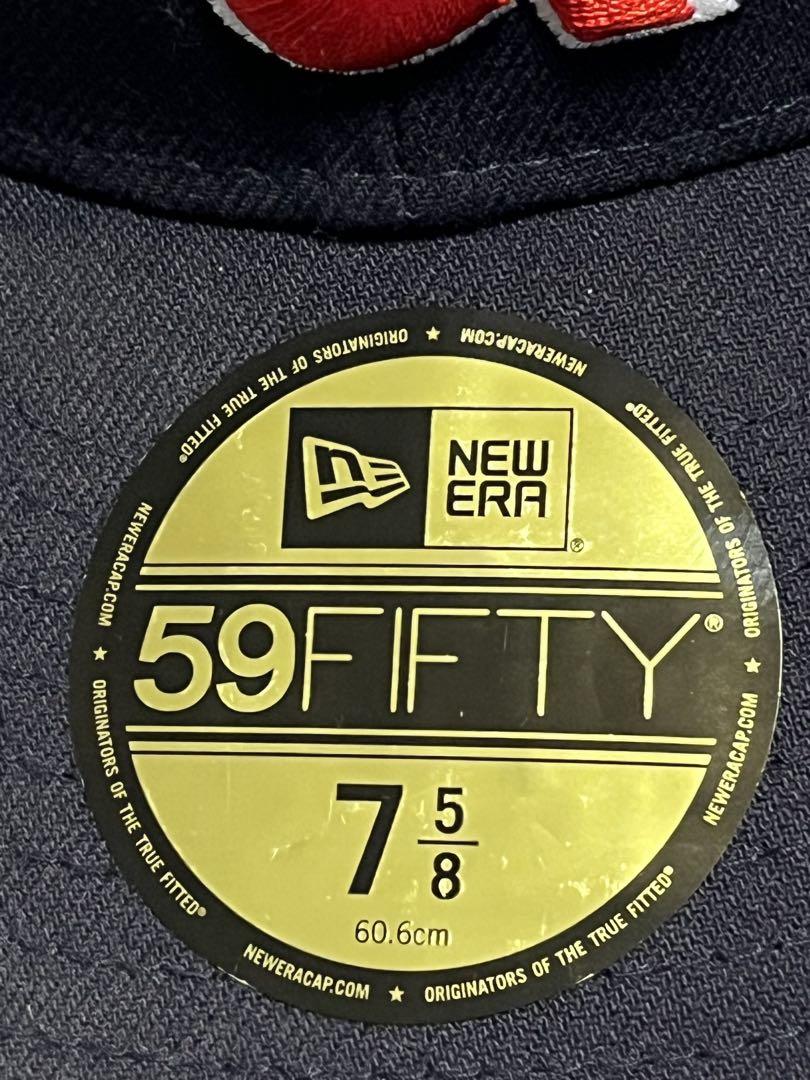 NEW
ERA®
59FIFTY®
7 5/8
60.6cm
NEWERACAP.COM ★ ORIGINATORS OF THE TRUE FITTED®
NEWERACAP.COM ★ ORIGINATORS OF THE TRUE FITTED®
NEWERACAP.COM ★ ORIGINATORS OF THE TRUE FITTED®
NEWERACAP.COM ★ ORIGINATORS OF THE TRUE FITTED®